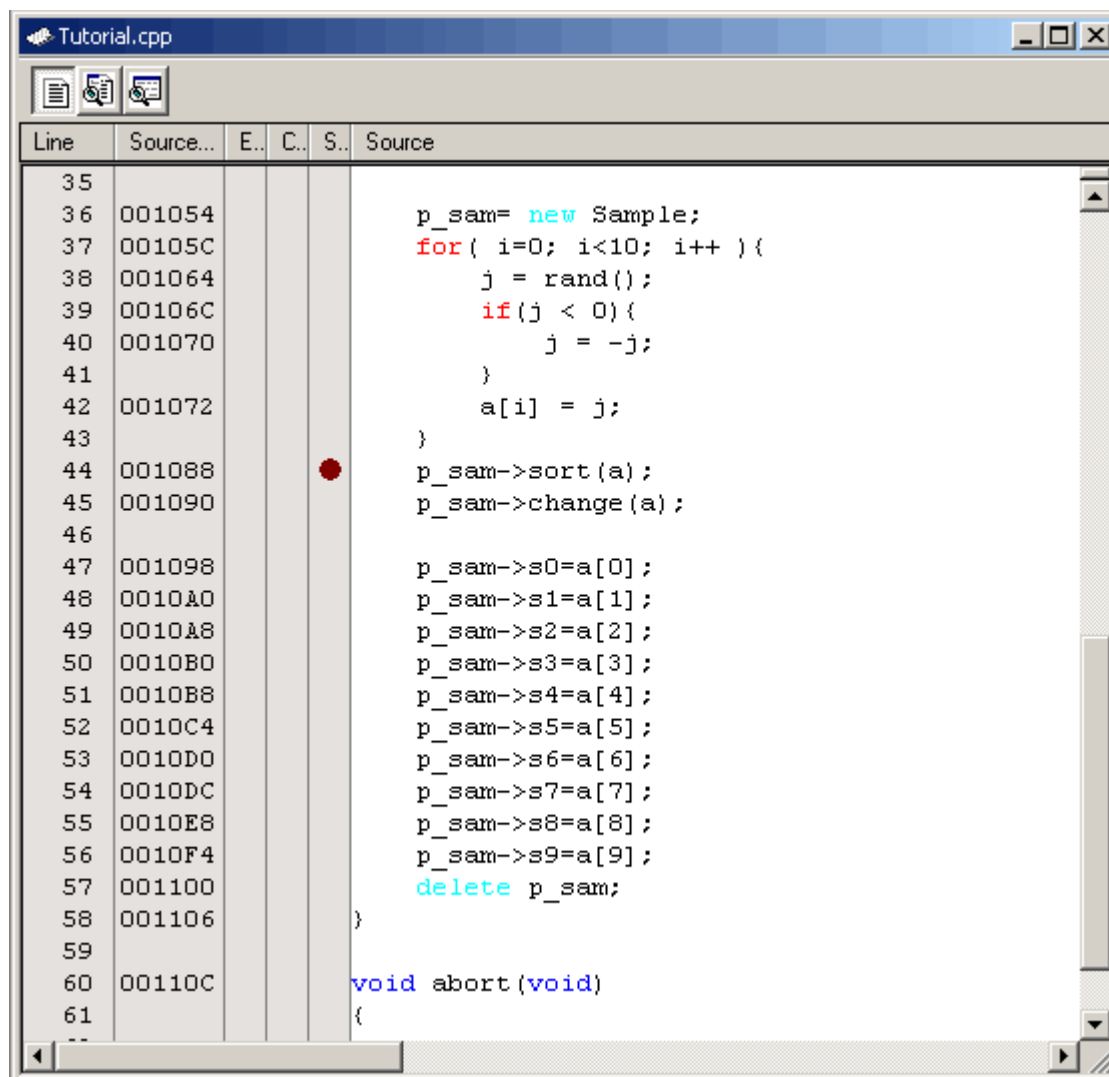 Tutorial.cpp
Line Source... E.. C.. S.. Source
35
36 001054 p_sam= new Sample;
37 00105C for( i=0; i<10; i++ ){
38 001064 j = rand();
39 00106C if(j < 0){
40 001070 j = -j;
41 }
42 001072 a[i] = j;
43 }
44 001088 p_sam->sort(a);
45 001090 p_sam->change(a);
46
47 001098 p_sam->s0=a[0];
48 0010A0 p_sam->s1=a[1];
49 0010A8 p_sam->s2=a[2];
50 0010B0 p_sam->s3=a[3];
51 0010B8 p_sam->s4=a[4];
52 0010C4 p_sam->s5=a[5];
53 0010D0 p_sam->s6=a[6];
54 0010DC p_sam->s7=a[7];
55 0010E8 p_sam->s8=a[8];
56 0010F4 p_sam->s9=a[9];
57 001100 delete p_sam;
58 001106 }
59
60 00110C void abort(void)
61 {